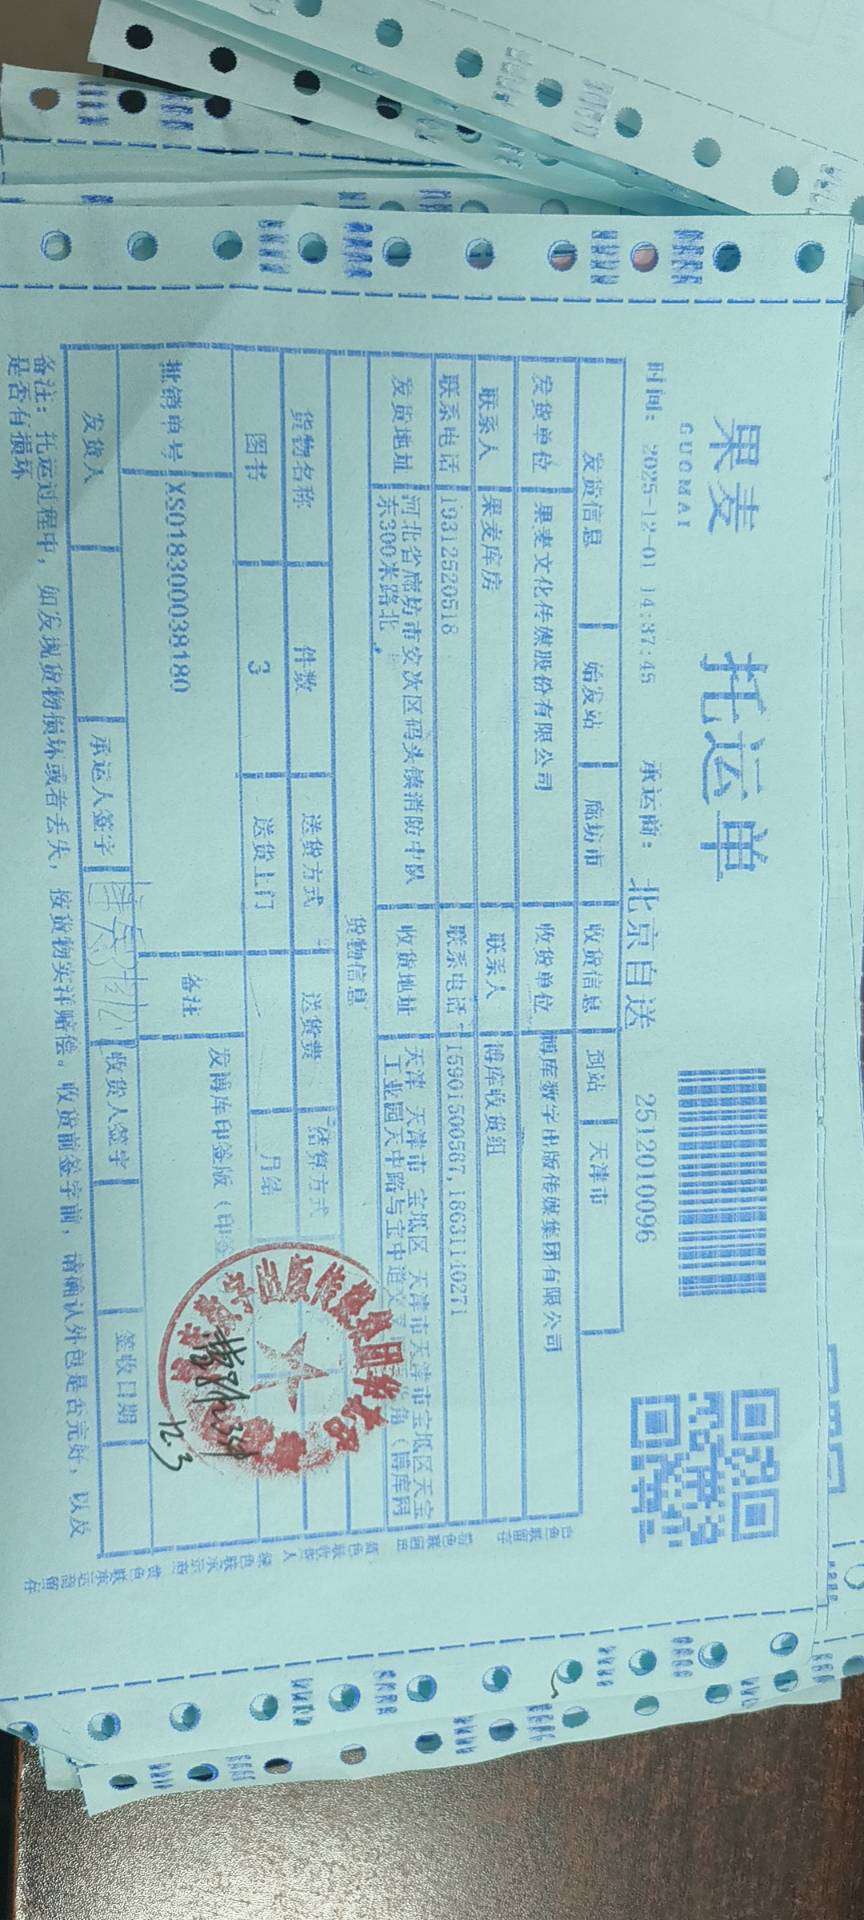 果麦
GUOMAI
托运单
时间: 2025-12-01 14:37:45 承运商: 北京自送 2512010096
发货信息 始发站 廊坊市 收货信息 到站 天津市
发货单位 果麦文化传媒股份有限公司 收货单位 博库数字出版传媒集团有限公司
联系人 果麦库房 联系人 博库收货组
联系电话 19312520518 联系电话 15901500587,18631140271
发货地址 河北省廊坊市安次区码头镇消防中队东300米路北 收货地址 天津 天津市 宝坻区 天津市天津市宝坻区天宝工业园天中路与宝中道交 角(博库网
货物信息
货物名称 件数 送货方式 送货费 结算方式
图书 3 送货上门 月结
批销单号 XS018300038180 备注 发博库印签版(印签
发货人 承运人签字 收货人签字 签收日期
备注: 托运过程中, 如发现货物损坏或者丢失, 按货物实洋赔偿。收货前签字前, 请确认外包是否完好, 以及
是否有损坏
12.3